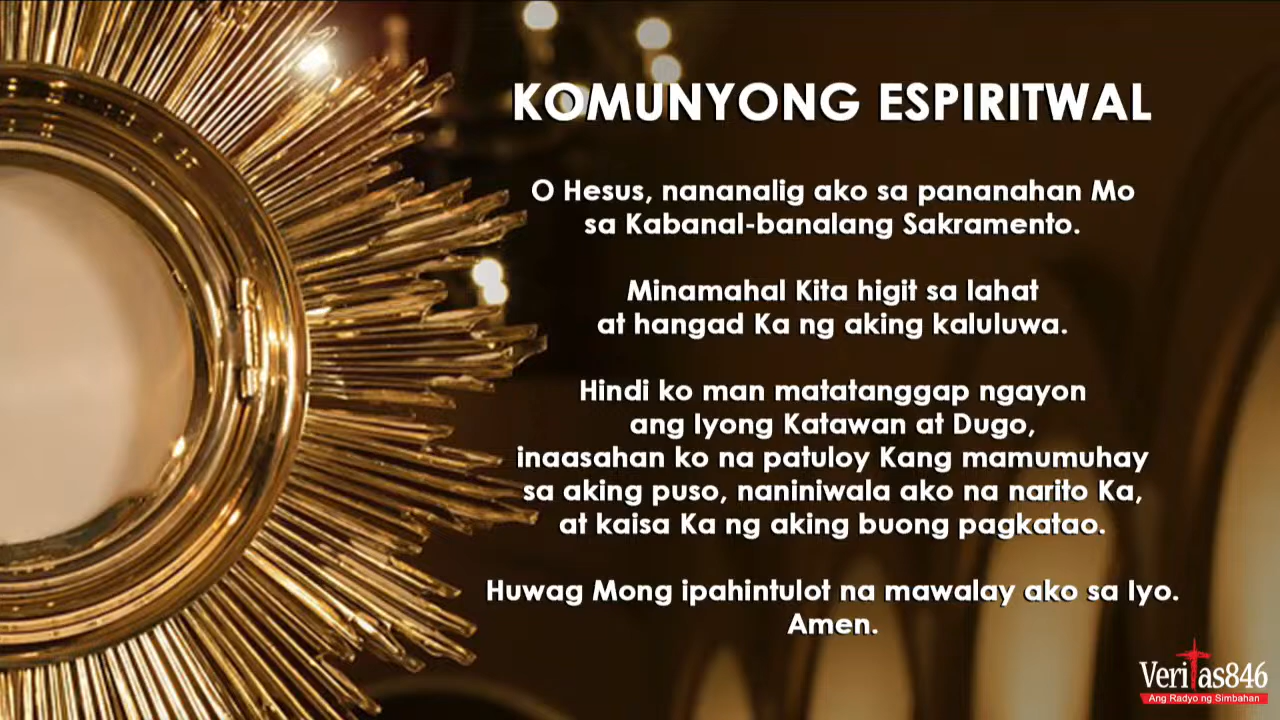 KOMUNYONG ESPIRITWAL
O Hesus, nananalig ako sa pananahan Mo
sa Kabanal-banalang Sakramento.
Minamahal Kita higit sa lahat
at hangad Ka ng aking kaluluwa.
Hindi ko man matatanggap ngayon
ang Iyong Katawan at Dugo,
inaasahan ko na patuloy Kang mamumuhay
sa aking puso, naniniwala ako na narito Ka,
at kaisa Ka ng aking buong pagkatao.
Huwag Mong ipahintulot na mawalay ako sa Iyo.
Amen.
Veritas846
Ang Radyo ng Simbahan